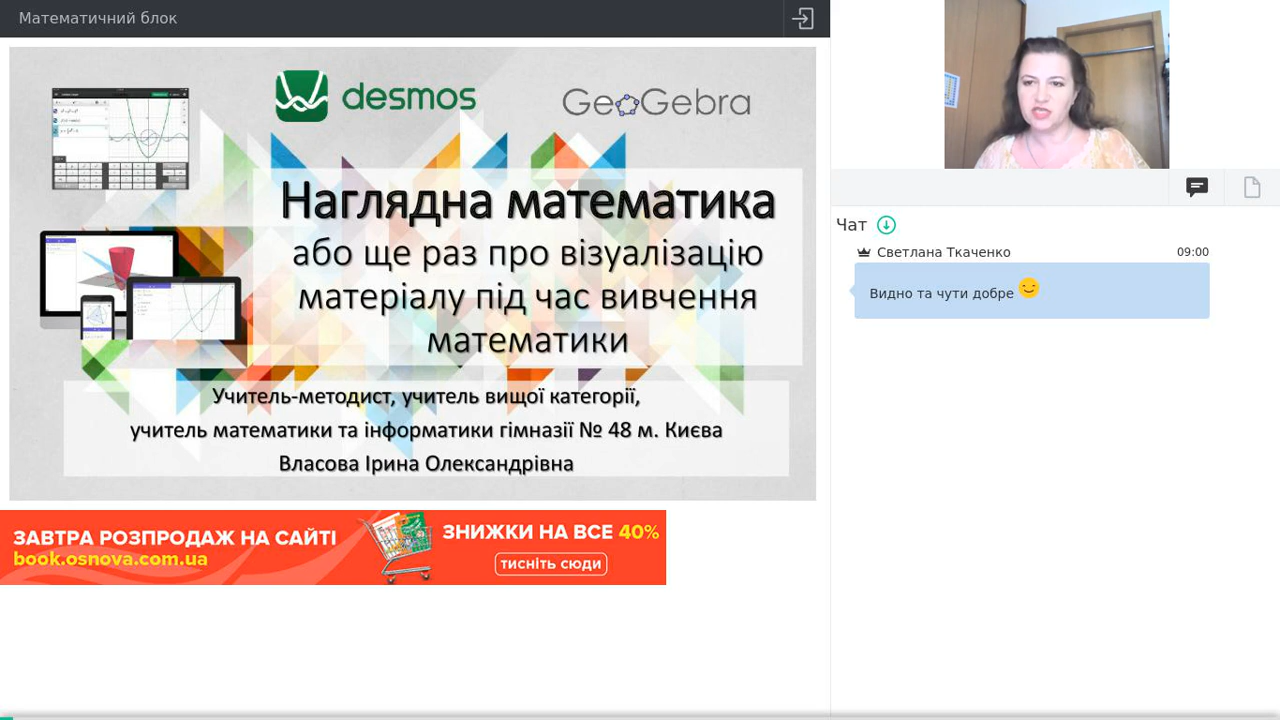 Математичний блок
desmos
GeoGebra
Наглядна математика
або ще раз про візуалізацію
матеріалу під час вивчення
математики
Учитель-методист, учитель вищої категорії,
учитель математики та інформатики гімназії № 48 м. Києва
Власова Ірина Олександрівна
ЗАВТРА РОЗПРОДАЖ НА САЙТІ
book.osnova.com.ua
ЗНИЖКИ НА ВСЕ 40%
тисніть сюди
Чат
Светлана Ткаченко 09:00
Видно та чути добре